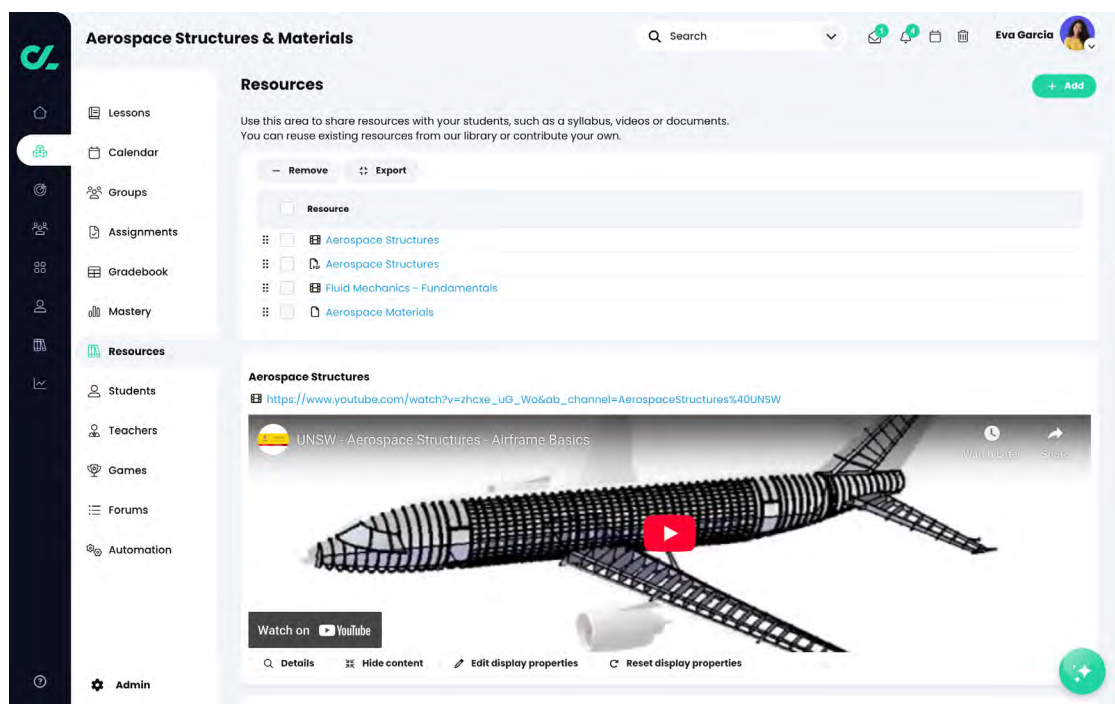 Aerospace Structures & Materials
Search
1
2
Eva Garcia
Lessons
Calendar
Groups
Assignments
Gradebook
Mastery
Resources
Students
Teachers
Games
Forums
Automation
Admin
Resources
+ Add
Use this area to share resources with your students, such as a syllabus, videos or documents.
You can reuse existing resources from our library or contribute your own.
Remove
Export
Resource
Aerospace Structures
Aerospace Structures
Fluid Mechanics - Fundamentals
Aerospace Materials
Aerospace Structures
https://www.youtube.com/watch?v=zhcxe_uG_Wo&ab_channel=AerospaceStructures%40UNSW
UNSW - Aerospace Structures - Airframe Basics
Watch Later
Share
Watch on YouTube
Details
Hide content
Edit display properties
Reset display properties